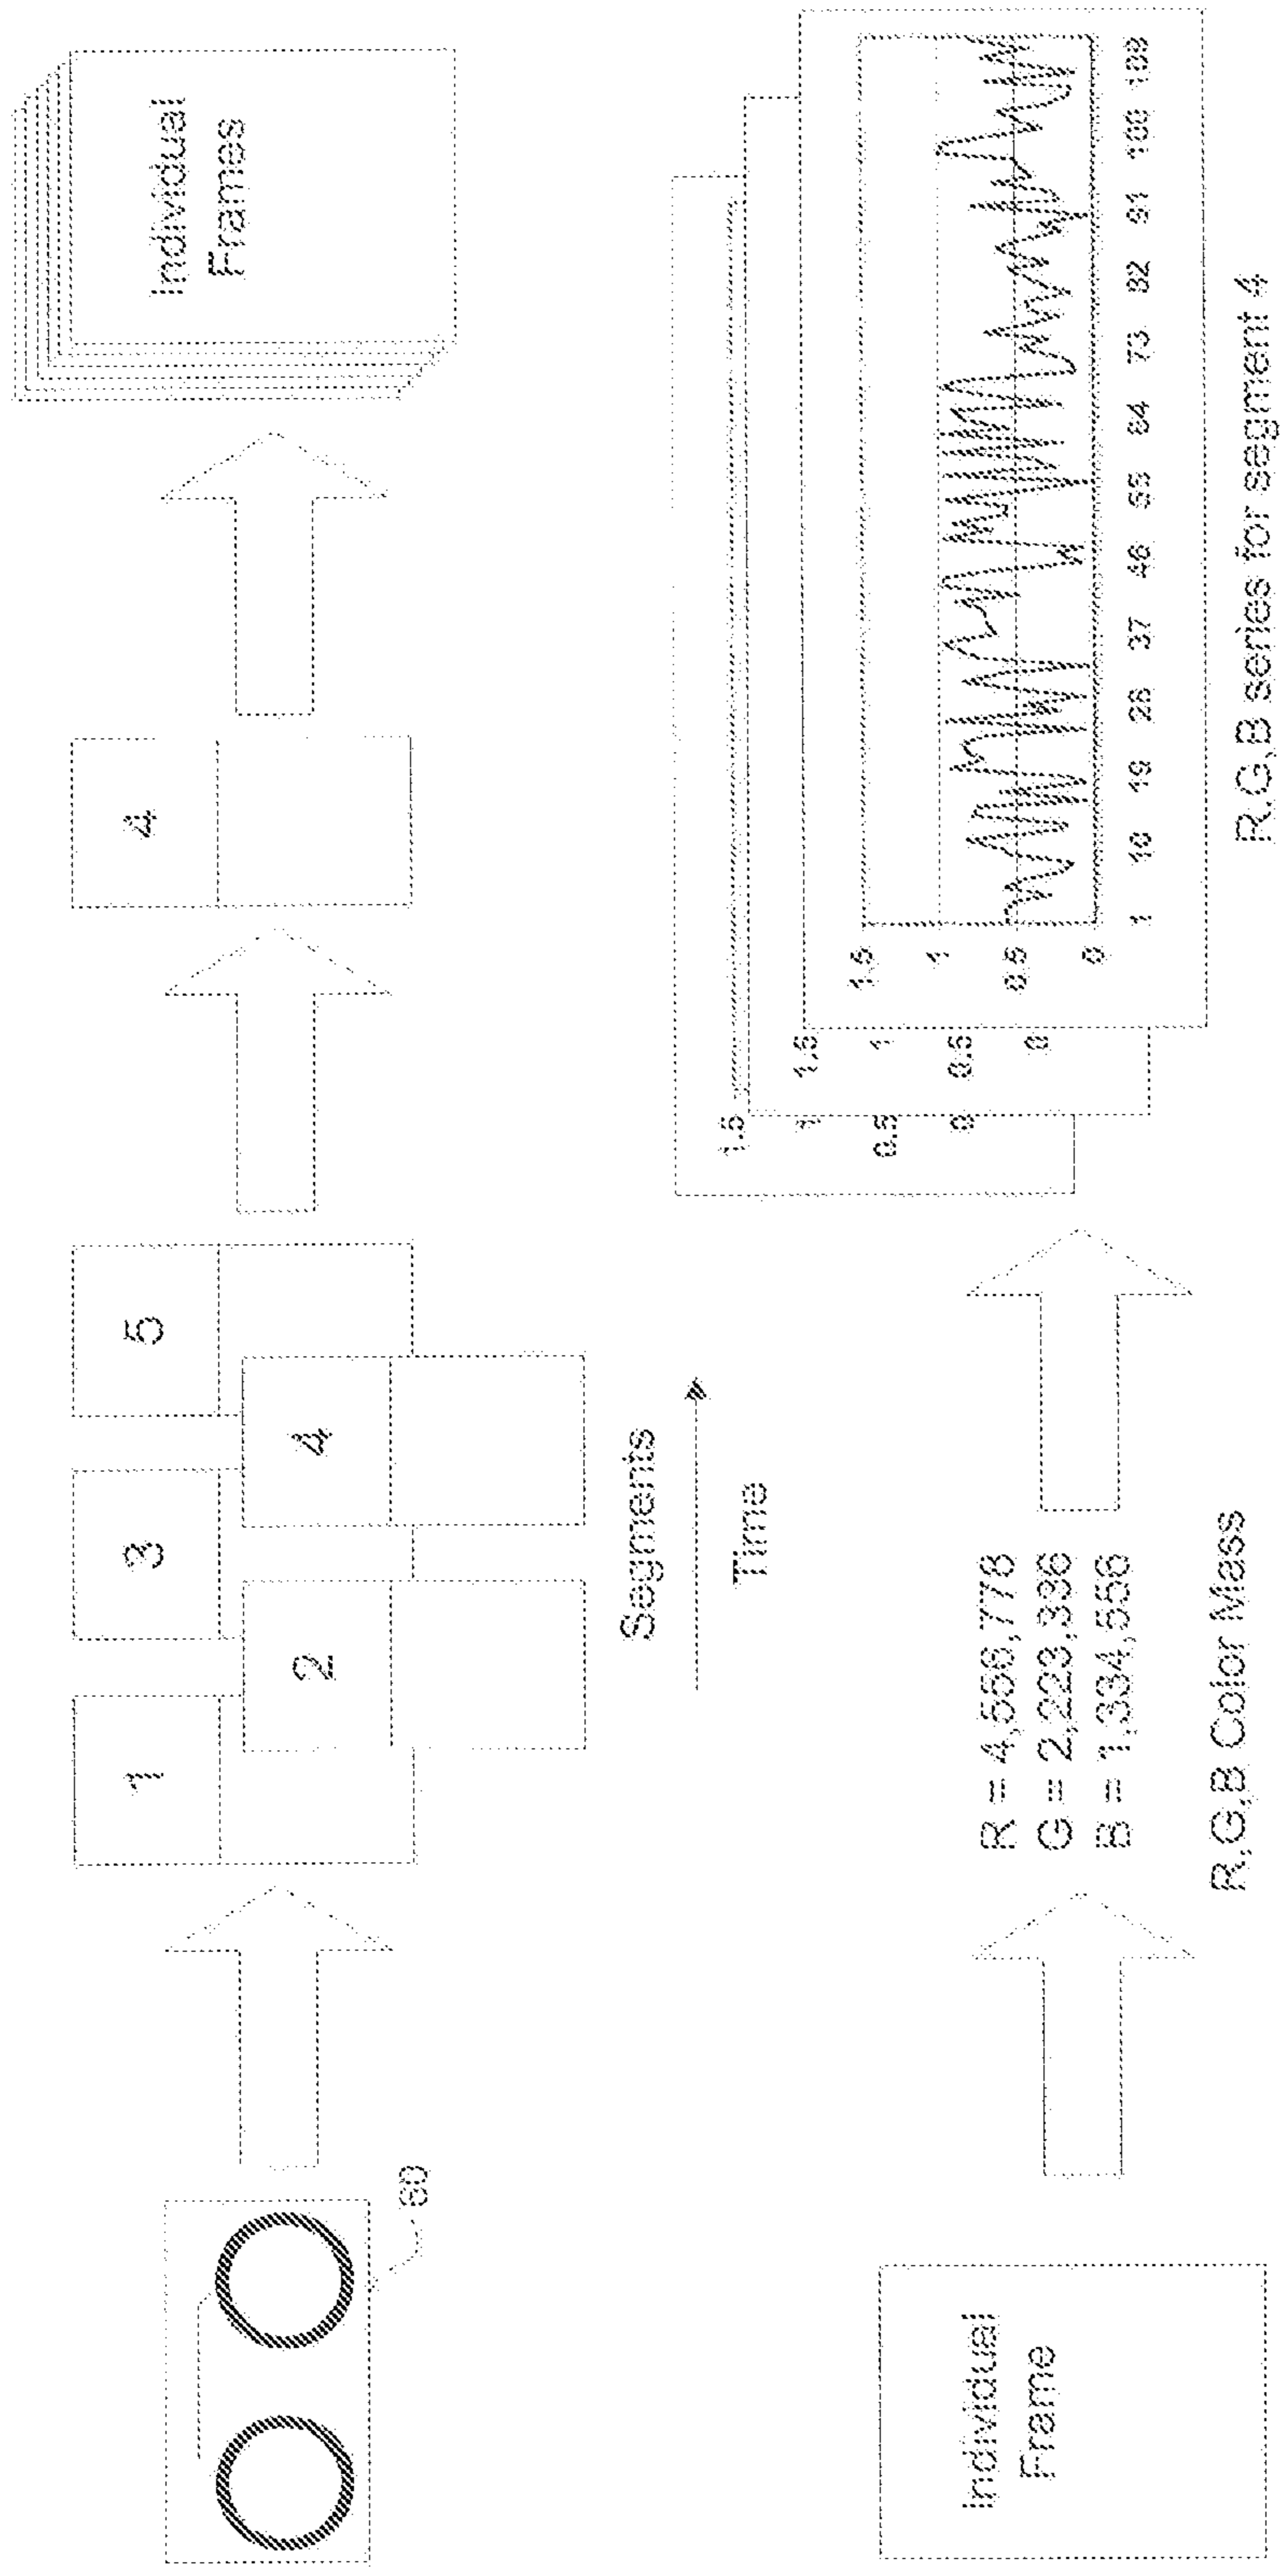 1 3 5
2 4
Segments
Time
4
Individual
Frames
Individual
Frame
R = 4,556,778
G = 2,223,336
B = 1,334,556
R,G,B Color Mass
1.5
1
0.5
0
1.5
1
0.5
0
1.5
1
0.5
0
1 10 19 28 37 46 55 64 73 82 91 100 109
R,G,B series for segment 4